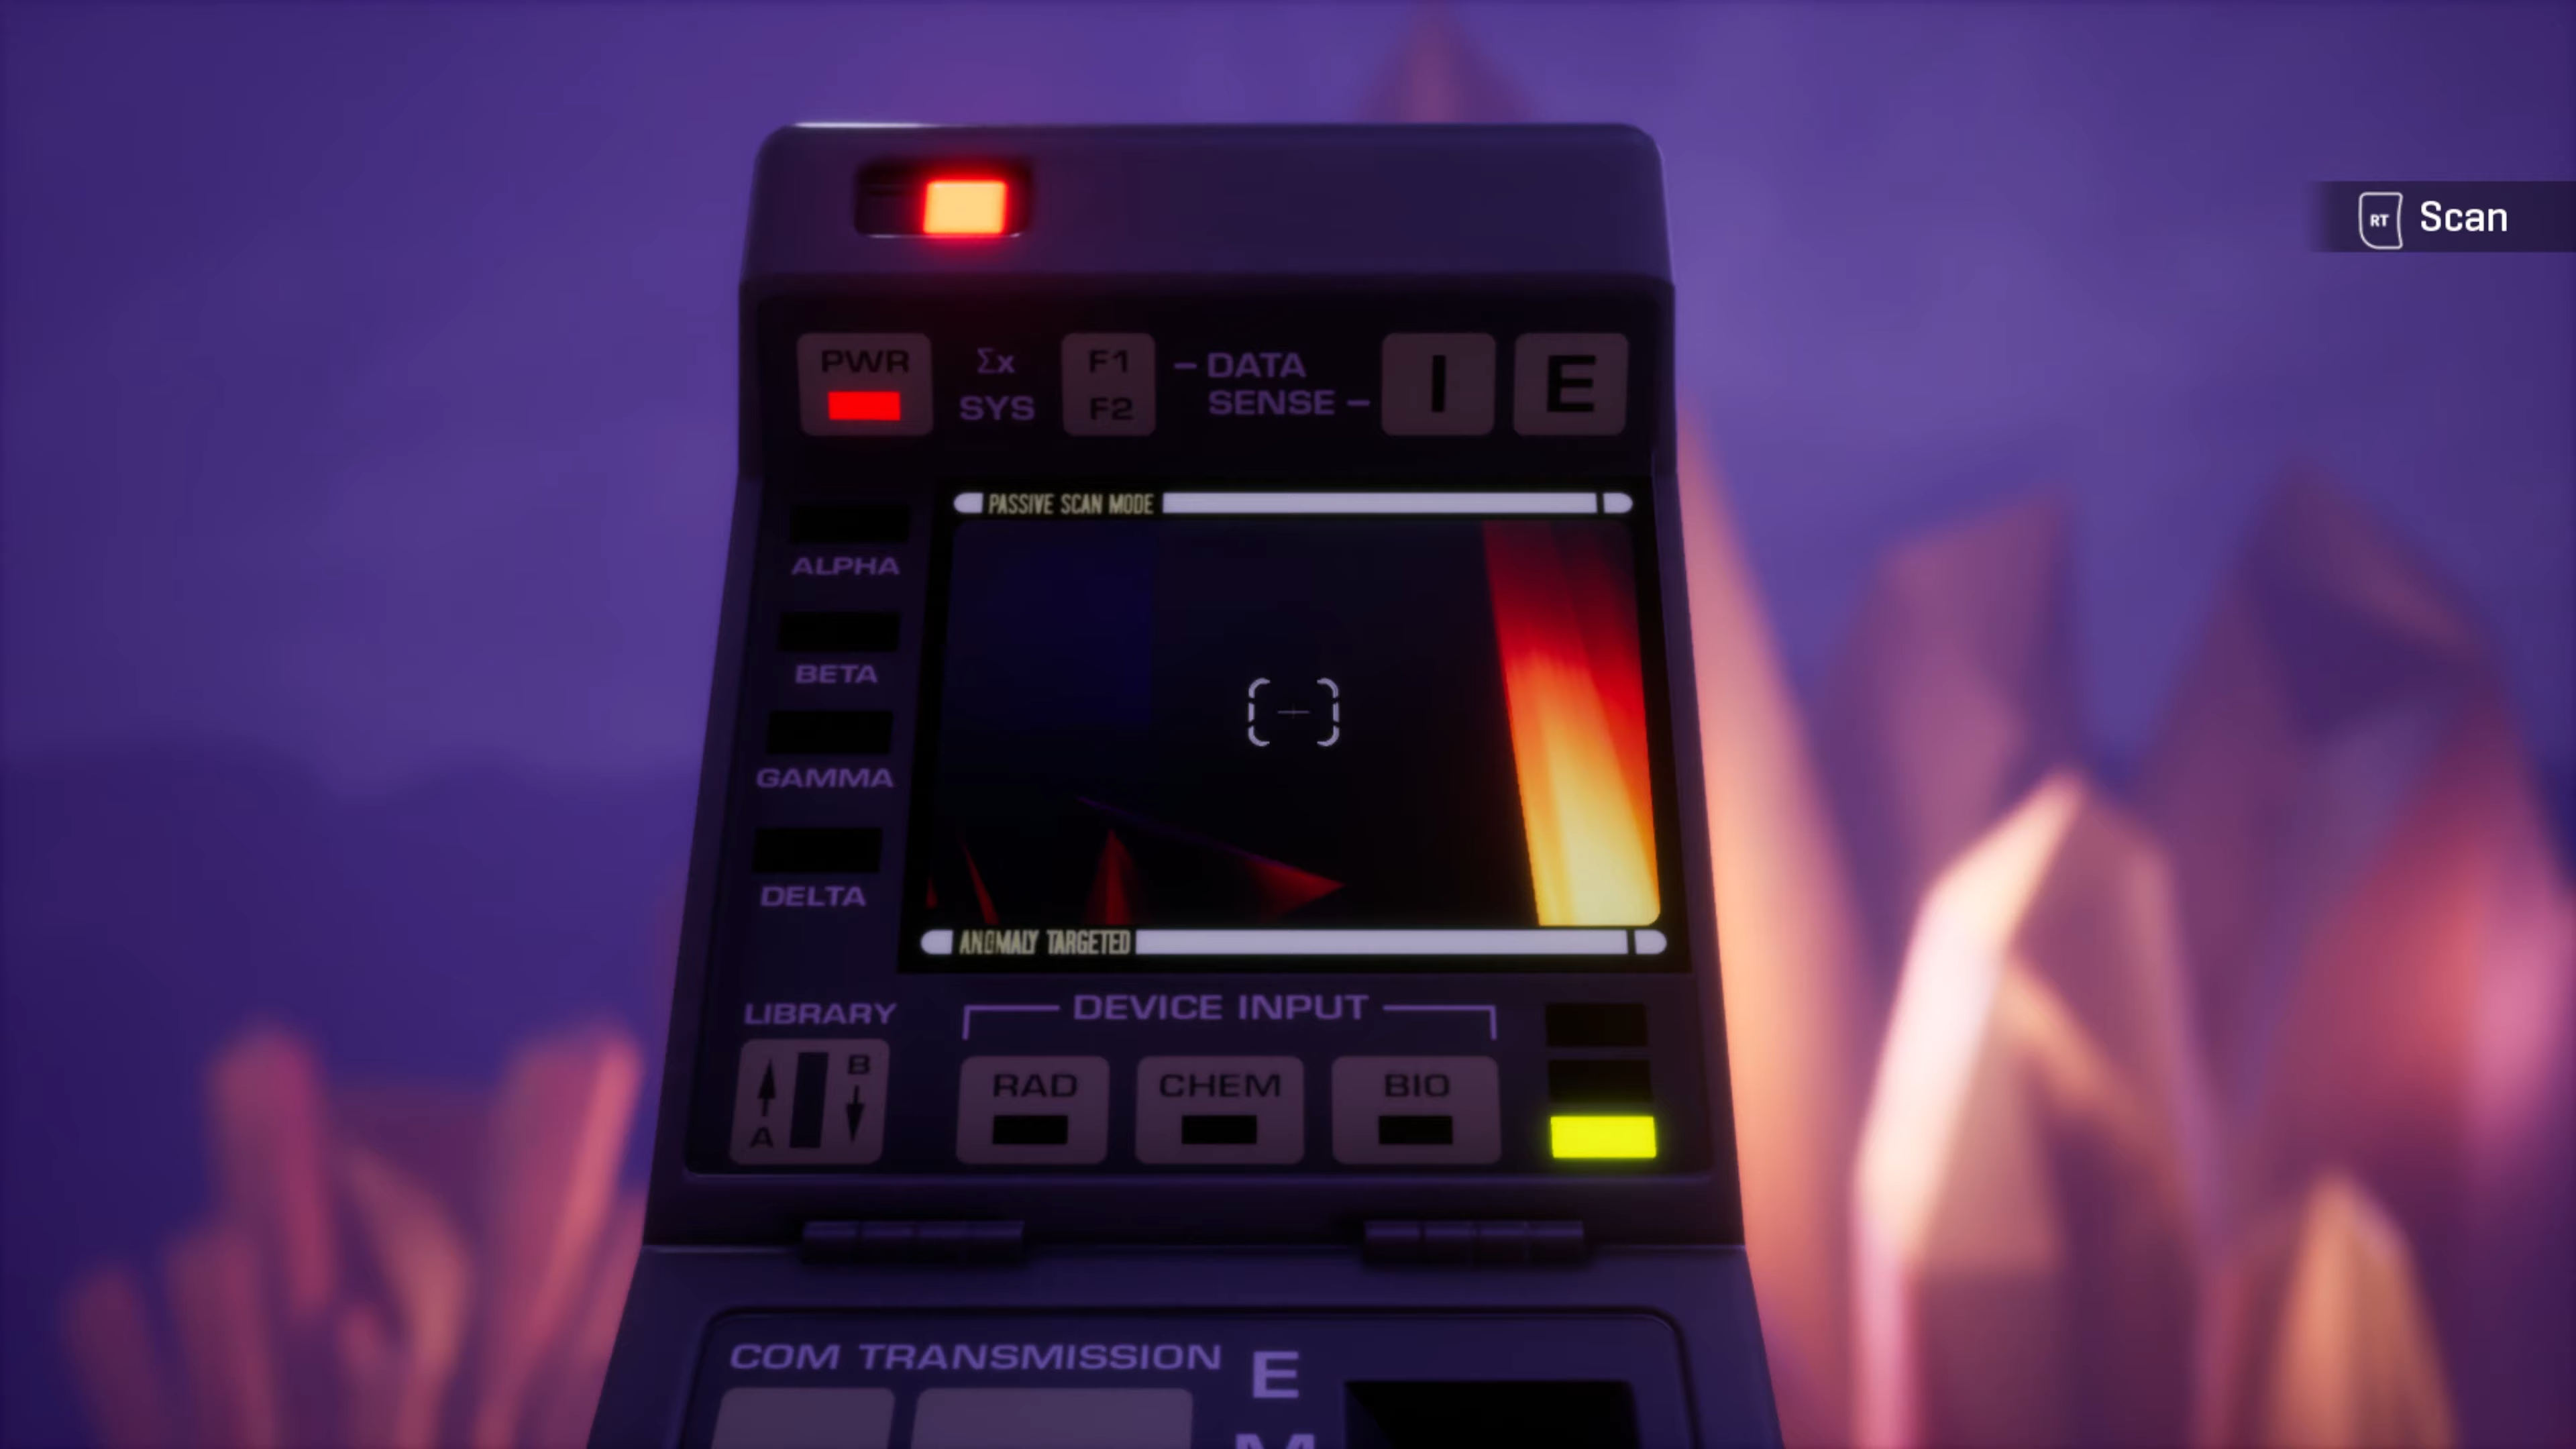 RT Scan
PWR
Σx
SYS
F1
F2
– DATA
SENSE –
I
E
PASSIVE SCAN MODE
ALPHA
BETA
GAMMA
DELTA
ANOMALY TARGETED
LIBRARY
A
B
DEVICE INPUT
RAD
CHEM
BIO
COM TRANSMISSION
E
M